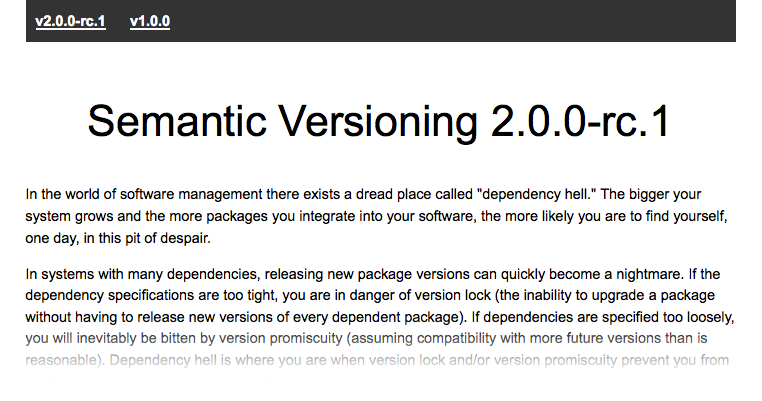 v2.0.0-rc.1 v1.0.0
Semantic Versioning 2.0.0-rc.1
In the world of software management there exists a dread place called "dependency hell." The bigger your
system grows and the more packages you integrate into your software, the more likely you are to find yourself,
one day, in this pit of despair.
In systems with many dependencies, releasing new package versions can quickly become a nightmare. If the
dependency specifications are too tight, you are in danger of version lock (the inability to upgrade a package
without having to release new versions of every dependent package). If dependencies are specified too loosely,
you will inevitably be bitten by version promiscuity (assuming compatibility with more future versions than is
reasonable). Dependency hell is where you are when version lock and/or version promiscuity prevent you from